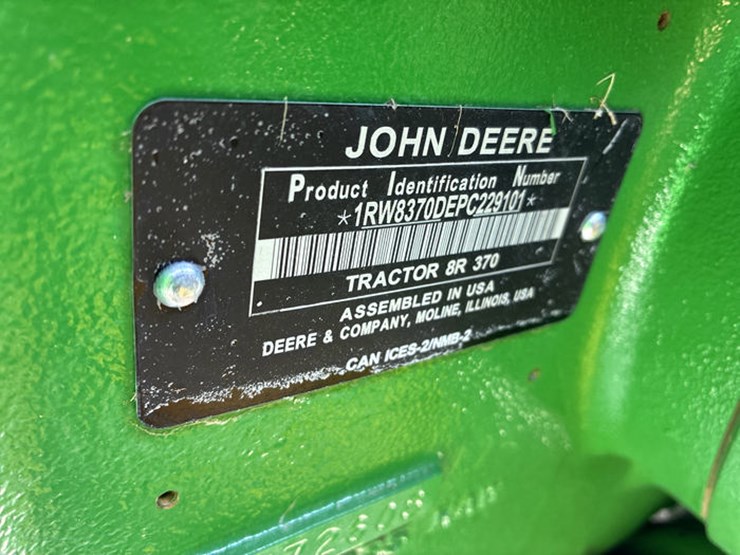 JOHN DEERE
Product Identification Number
*1RW8370DEPC229101*
TRACTOR 8R 370
ASSEMBLED IN USA
DEERE & COMPANY, MOLINE, ILLINOIS, USA
CAN ICES-2/NMB-2